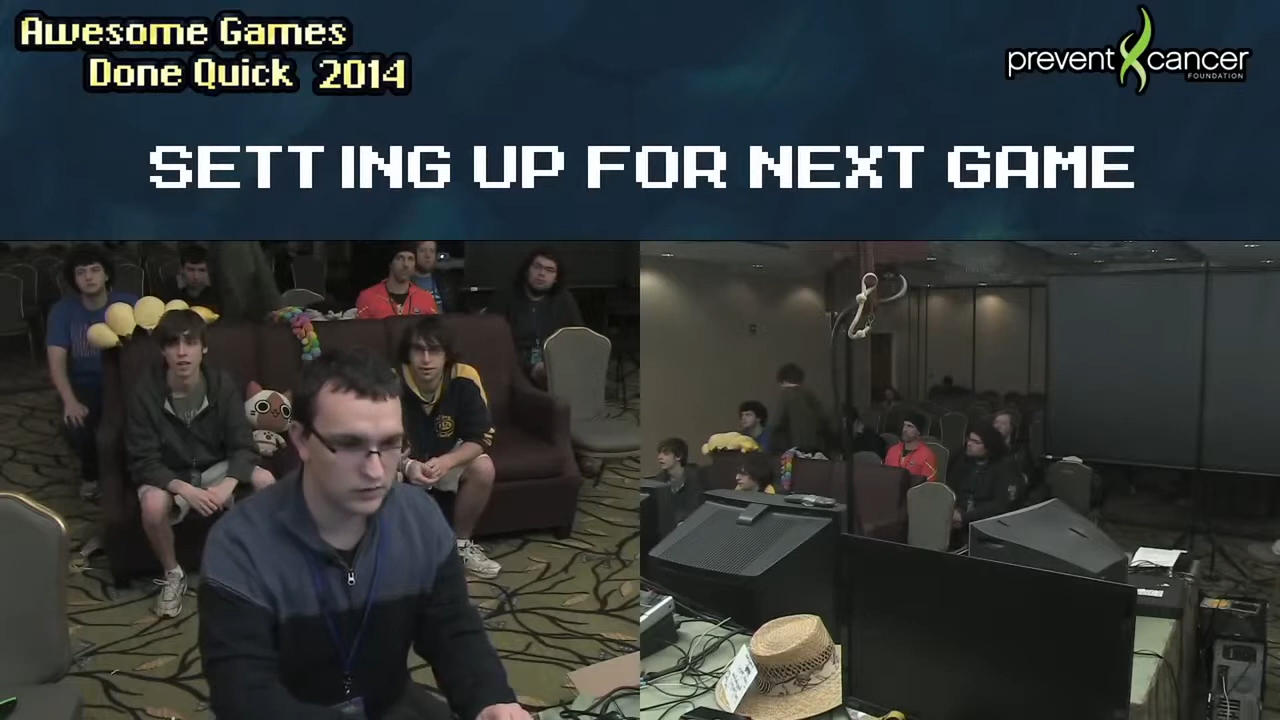 Awesome Games
Done Quick 2014
prevent cancer
FOUNDATION
SETTING UP FOR NEXT GAME